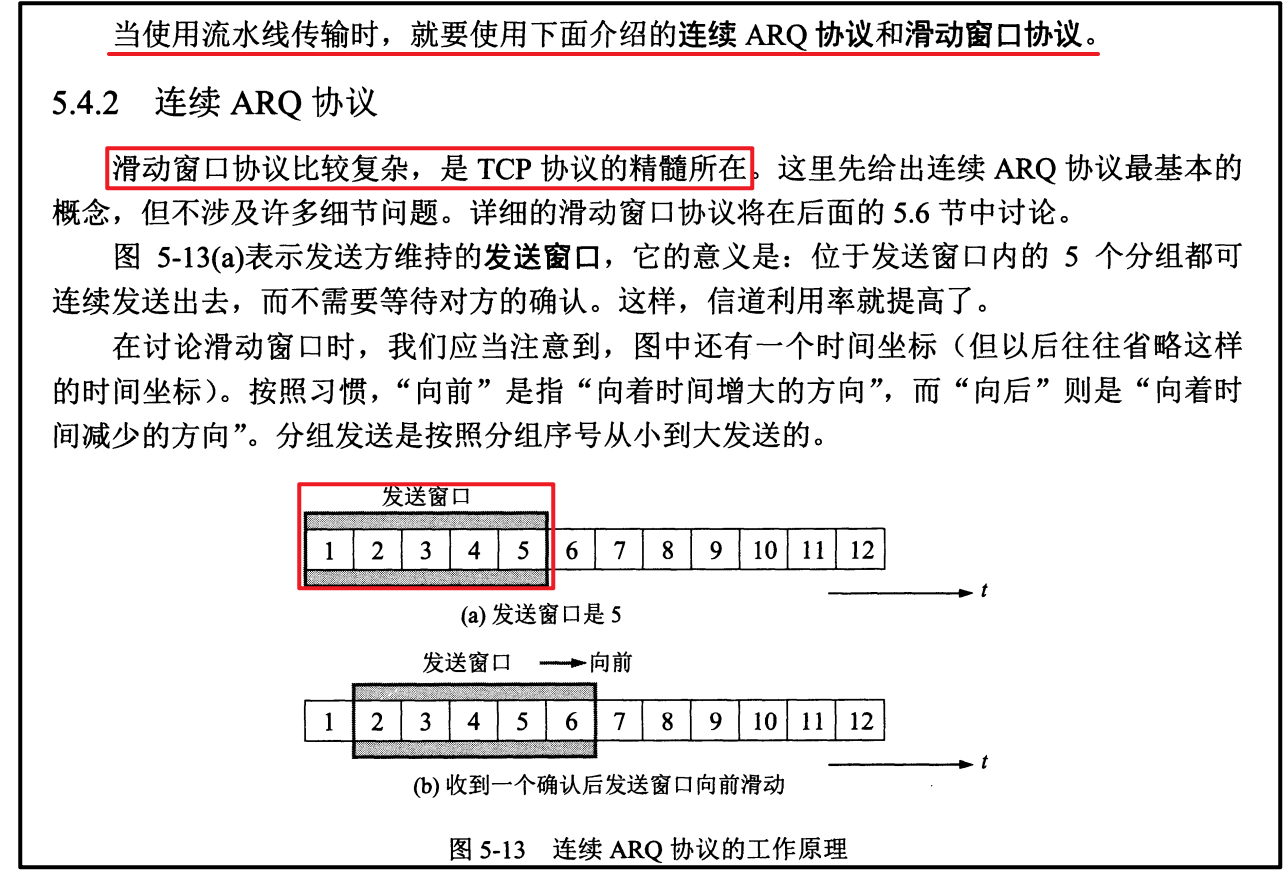 当使用流水线传输时，就要使用下面介绍的连续 ARQ 协议和滑动窗口协议。
5.4.2 连续 ARQ 协议
滑动窗口协议比较复杂，是 TCP 协议的精髓所在。这里先给出连续 ARQ 协议最基本的
概念，但不涉及许多细节问题。详细的滑动窗口协议将在后面的 5.6 节中讨论。
图 5-13(a)表示发送方维持的发送窗口，它的意义是：位于发送窗口内的 5 个分组都可
连续发送出去，而不需要等待对方的确认。这样，信道利用率就提高了。
在讨论滑动窗口时，我们应当注意到，图中还有一个时间坐标（但以后往往省略这样
的时间坐标）。按照习惯，“向前”是指“向着时间增大的方向”，而“向后”则是“向着时
间减少的方向”。分组发送是按照分组序号从小到大发送的。
发送窗口
1 2 3 4 5 6 7 8 9 10 11 12
t
(a) 发送窗口是 5
发送窗口 向前
1 2 3 4 5 6 7 8 9 10 11 12
t
(b) 收到一个确认后发送窗口向前滑动
图 5-13 连续 ARQ 协议的工作原理